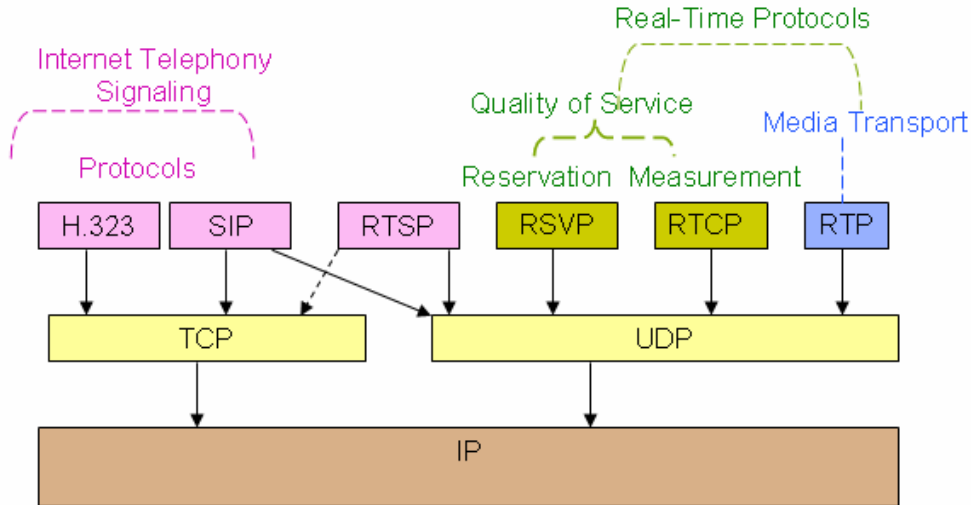 Real-Time Protocols
Internet Telephony
Signaling
Quality of Service
Media Transport
Protocols
Reservation Measurement
H.323 SIP RTSP RSVP RTCP RTP
TCP UDP
IP